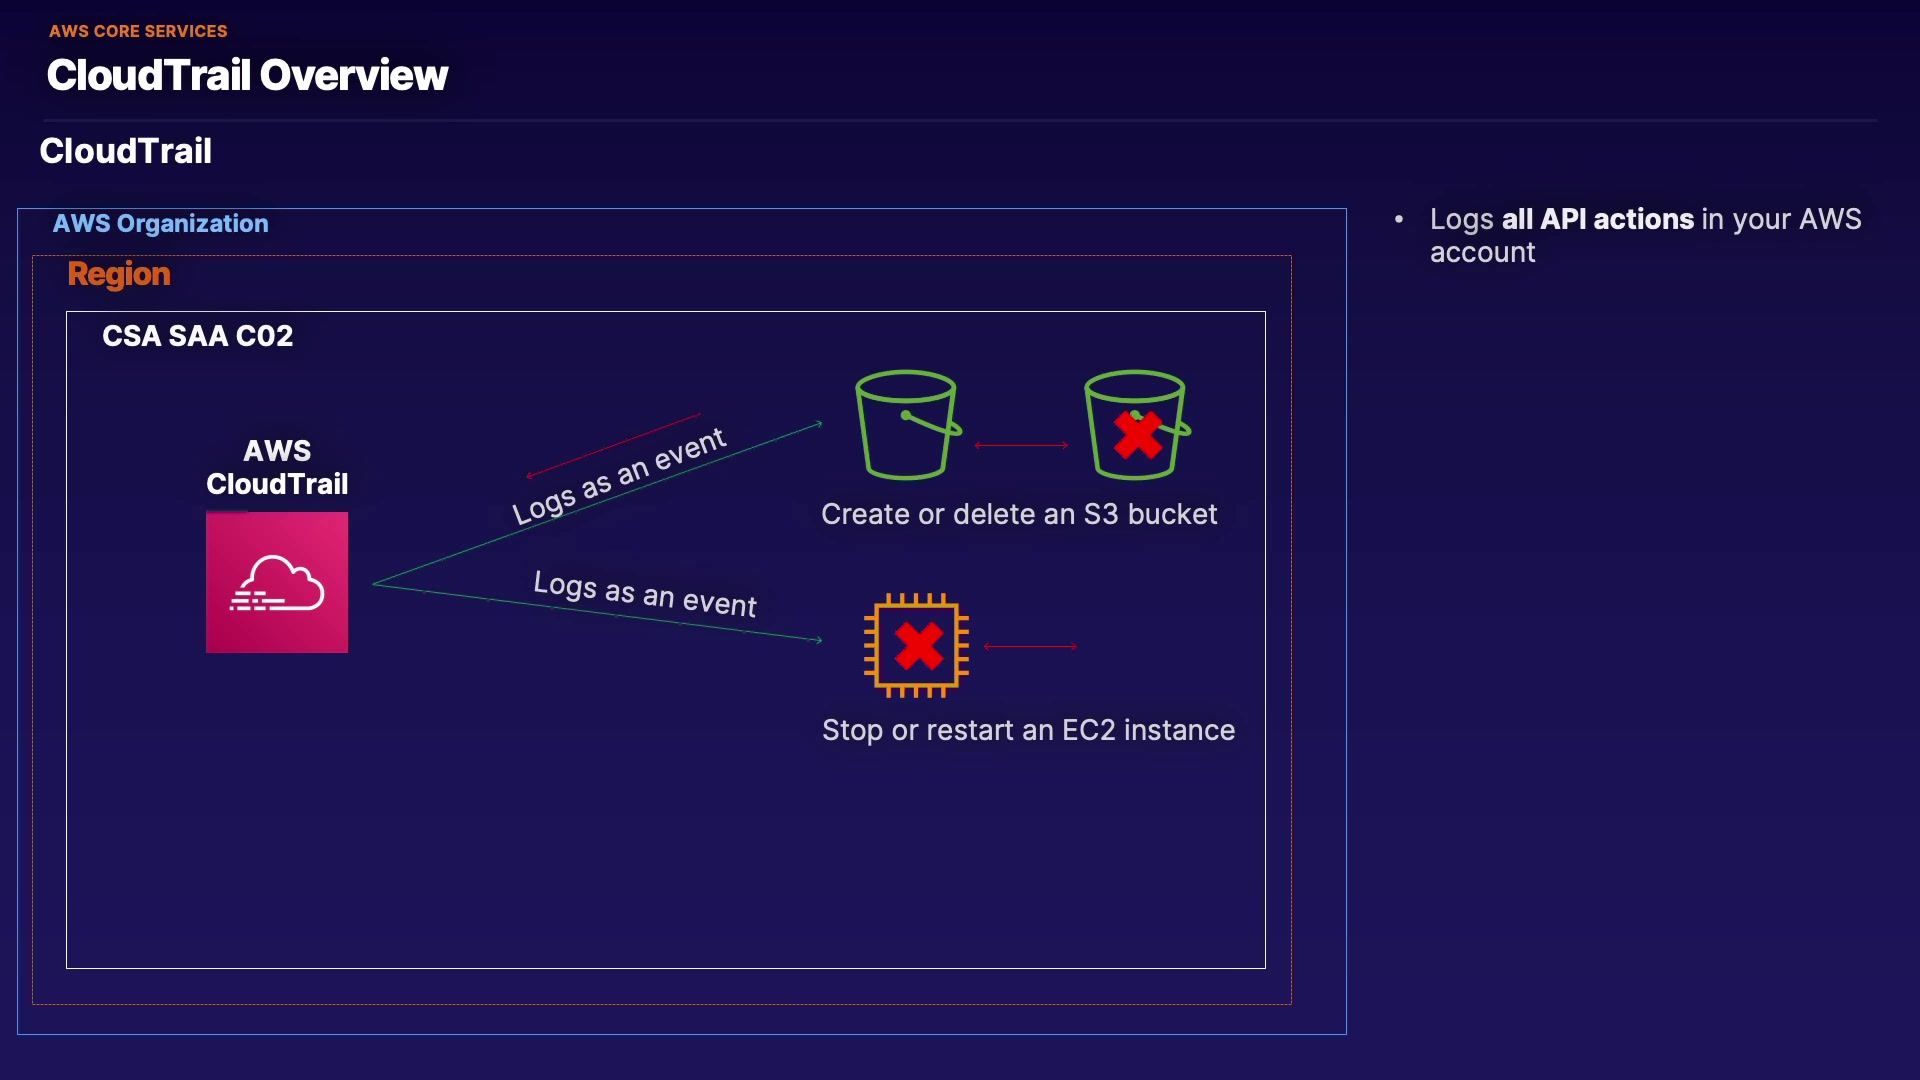 AWS CORE SERVICES
CloudTrail Overview
CloudTrail
AWS Organization
Region
CSA SAA C02
AWS
CloudTrail
Logs as an event
Logs as an event
Create or delete an S3 bucket
Stop or restart an EC2 instance
• Logs all API actions in your AWS
account